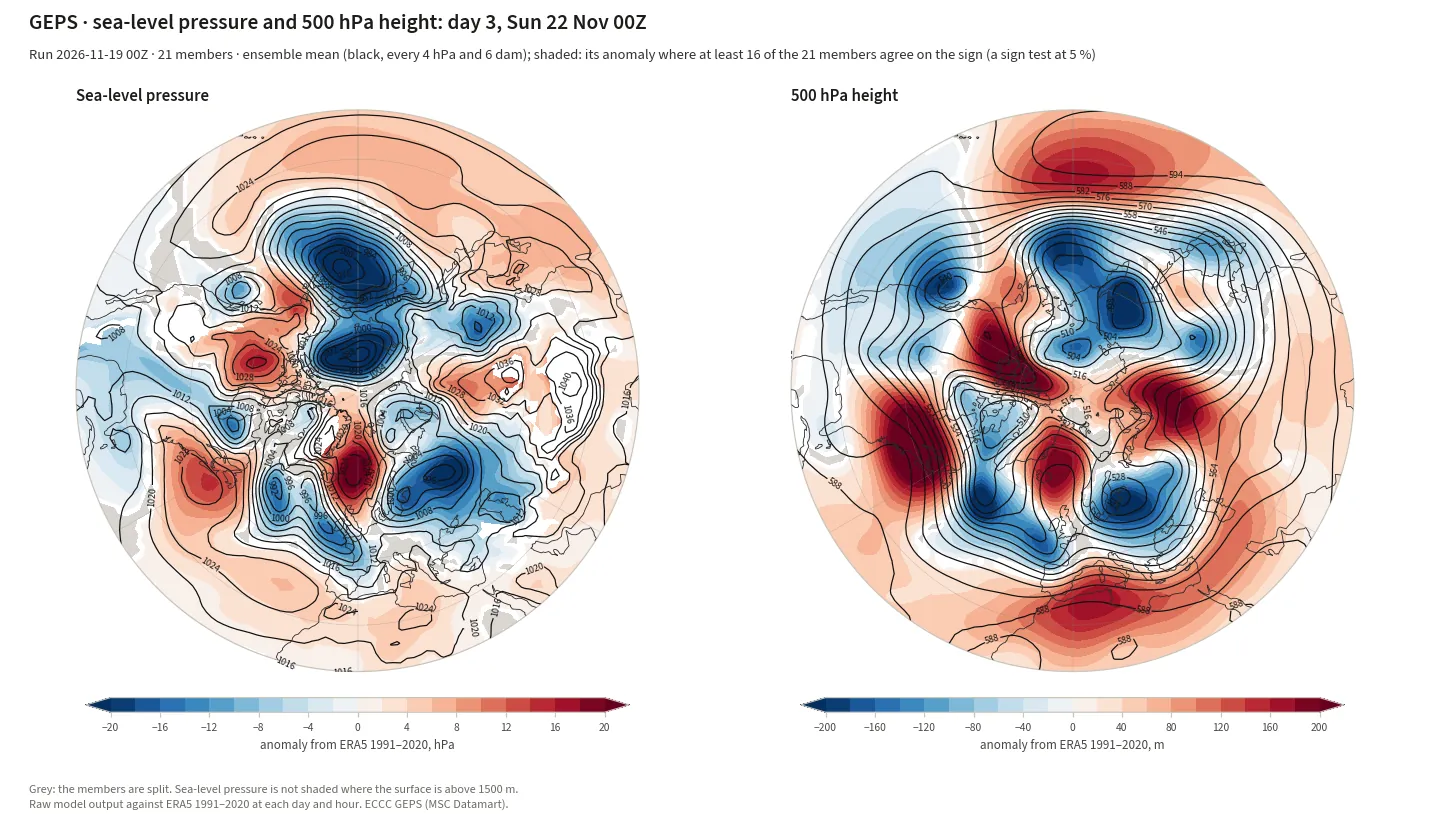 GEPS · sea-level pressure and 500 hPa height: day 3, Sun 22 Nov 00Z
Run 2026-11-19 00Z · 21 members · ensemble mean (black, every 4 hPa and 6 dam); shaded: its anomaly where at least 16 of the 21 members agree on the sign (a sign test at 5 %)
Sea-level pressure
500 hPa height
−20 −16 −12 −8 −4 0 4 8 12 16 20
anomaly from ERA5 1991–2020, hPa
−200 −160 −120 −80 −40 0 40 80 120 160 200
anomaly from ERA5 1991–2020, m
Grey: the members are split. Sea-level pressure is not shaded where the surface is above 1500 m.
Raw model output against ERA5 1991–2020 at each day and hour. ECCC GEPS (MSC Datamart).